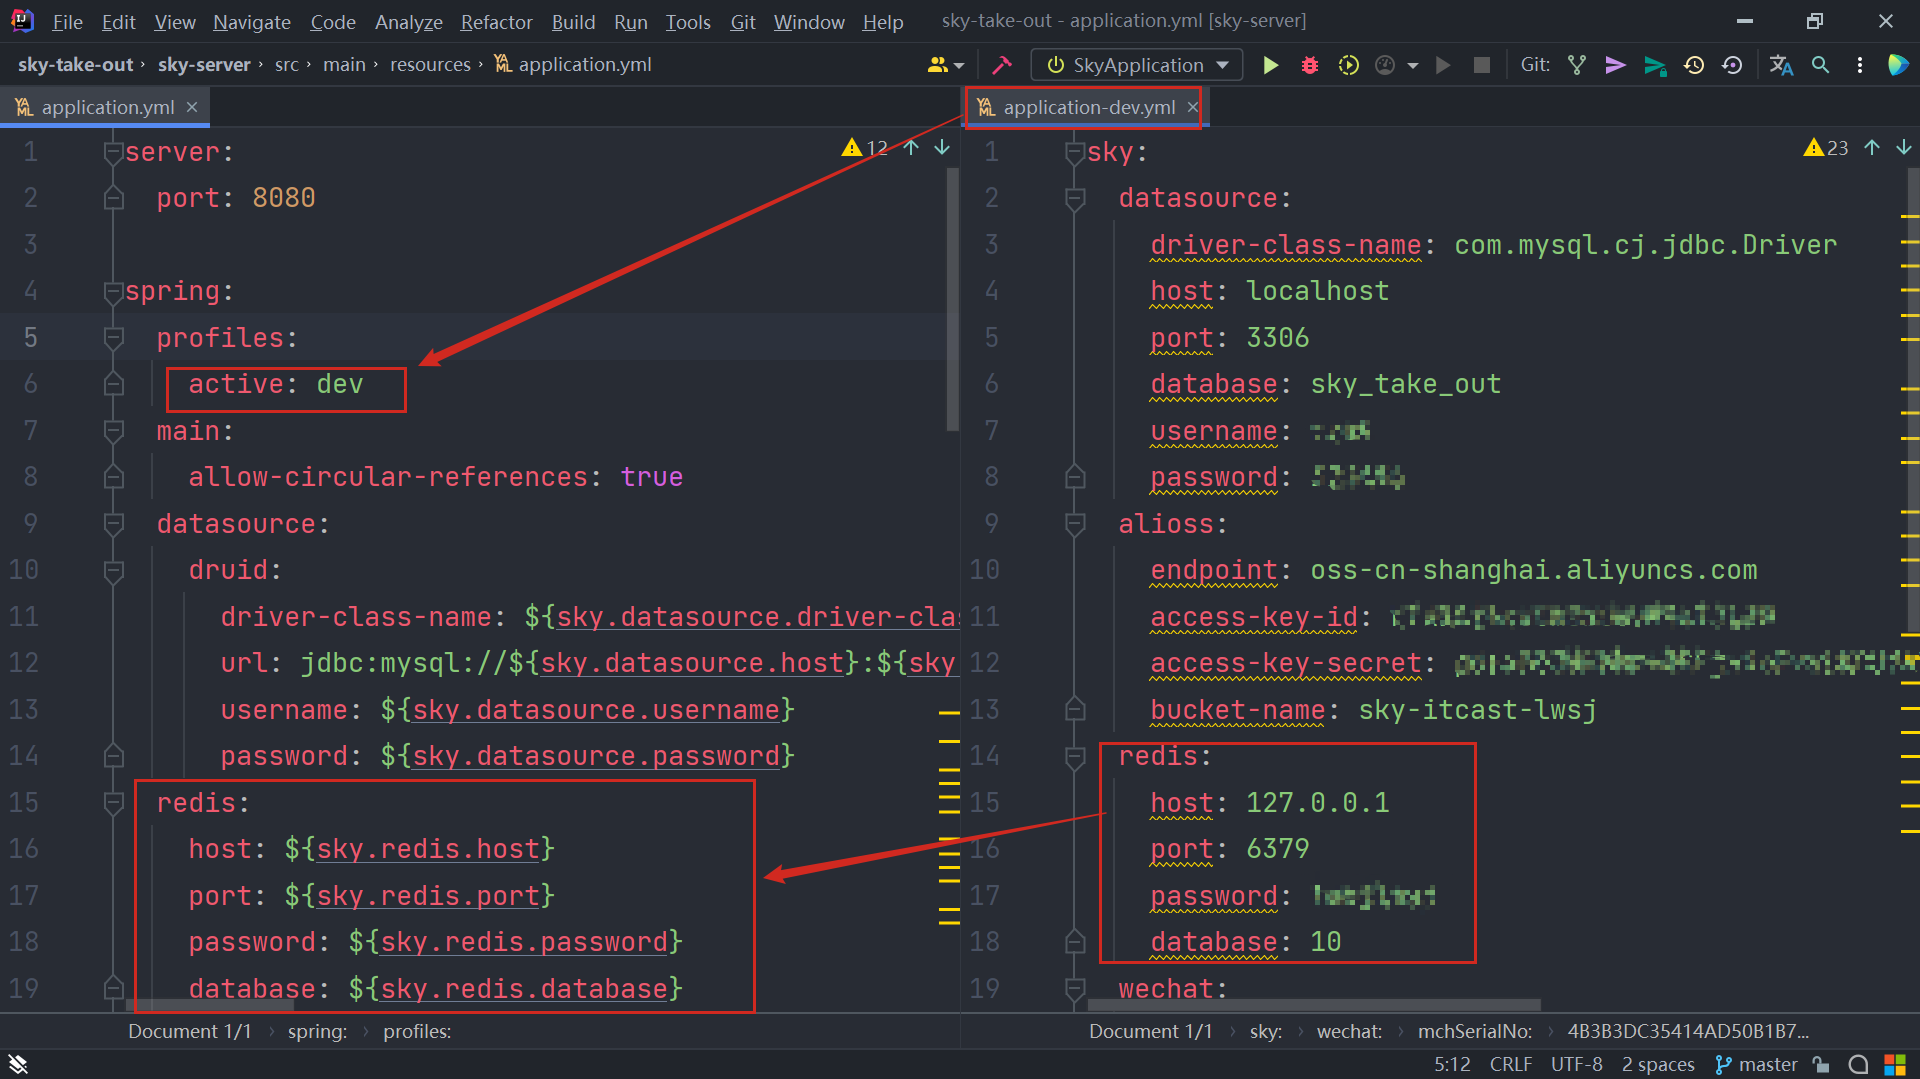 File Edit View Navigate Code Analyze Refactor Build Run Tools Git Window Help sky-take-out - application.yml [sky-server]
sky-take-out › sky-server › src › main › resources › application.yml SkyApplication Git:
application.yml
12
1 server:
2 port: 8080
3
4 spring:
5 profiles:
6 active: dev
7 main:
8 allow-circular-references: true
9 datasource:
10 druid:
11 driver-class-name: ${sky.datasource.driver-clas
12 url: jdbc:mysql://${sky.datasource.host}:${sky
13 username: ${sky.datasource.username}
14 password: ${sky.datasource.password}
15 redis:
16 host: ${sky.redis.host}
17 port: ${sky.redis.port}
18 password: ${sky.redis.password}
19 database: ${sky.redis.database}
Document 1/1 › spring: › profiles:
application-dev.yml
23
1 sky:
2 datasource:
3 driver-class-name: com.mysql.cj.jdbc.Driver
4 host: localhost
5 port: 3306
6 database: sky_take_out
7 username:
8 password:
9 alioss:
10 endpoint: oss-cn-shanghai.aliyuncs.com
11 access-key-id:
12 access-key-secret:
13 bucket-name: sky-itcast-lwsj
14 redis:
15 host: 127.0.0.1
16 port: 6379
17 password:
18 database: 10
19 wechat:
Document 1/1 › sky: › wechat: › mchSerialNo: › 4B3B3DC35414AD50B1B7...
5:12 CRLF UTF-8 2 spaces master